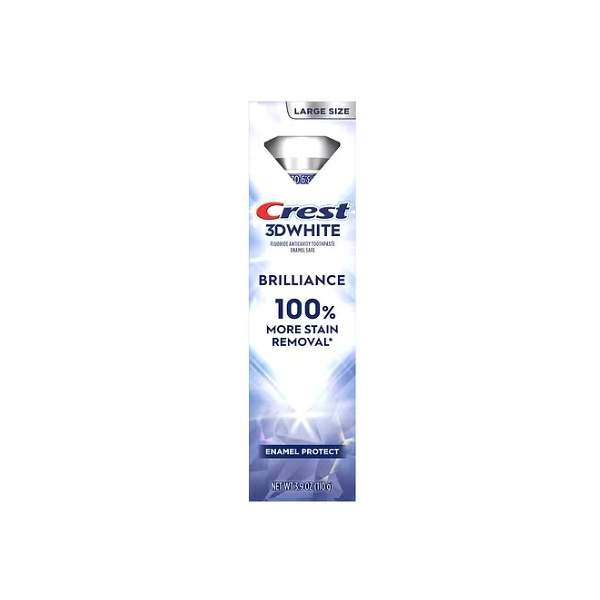 LARGE SIZE
Crest
3DWHITE
FLUORIDE ANTICAVITY TOOTHPASTE
ENAMEL SAFE
BRILLIANCE
100%
MORE STAIN
REMOVAL*
ENAMEL PROTECT
NET WT 3.9 OZ (110 g)